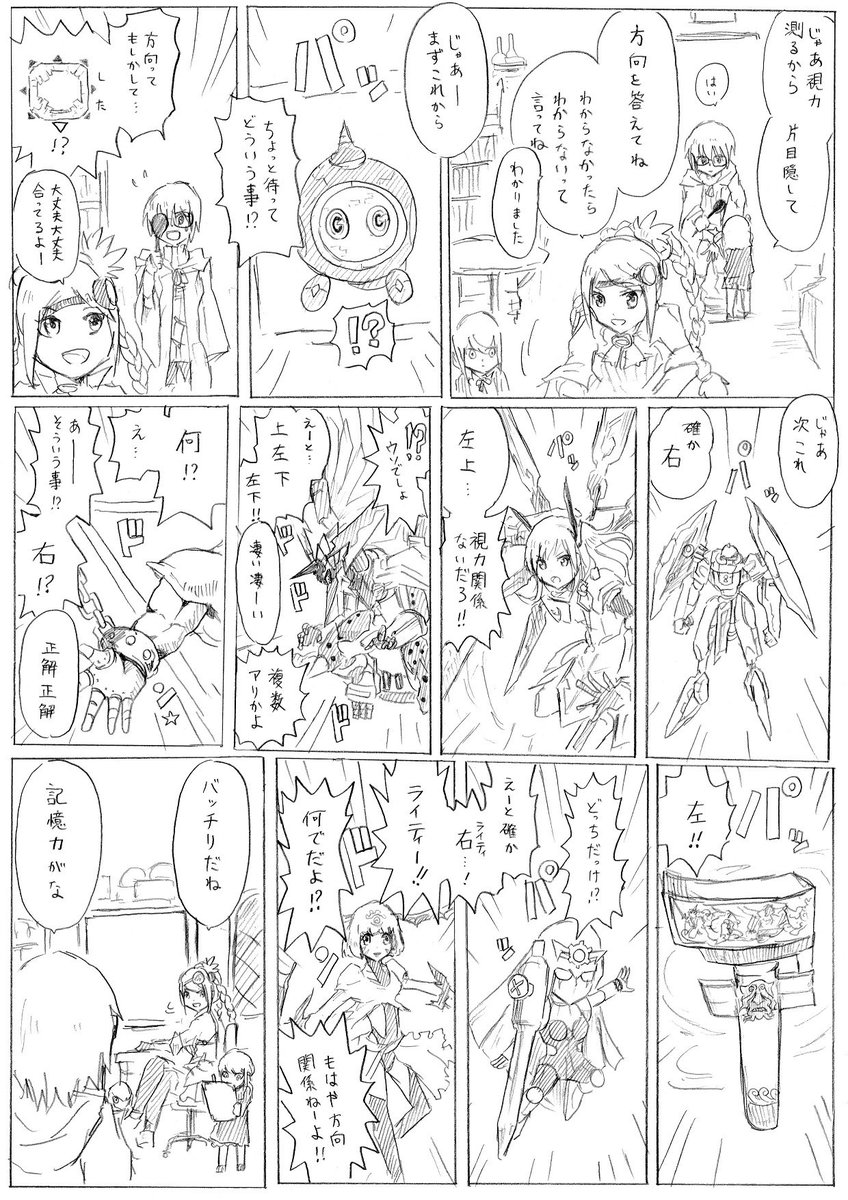 じゃあ視力
測るから
片目隠して
はい
方向を答えてね
わからなかったら
わからないって
言ってね
わかりました
じゃあー
まずこれから
パッ
ちょっと待って
どういう事!?
!?
方向って
もしかして…
した
!?
大丈夫大丈夫
合ってるよー
じゃあ
次これ
パッ
確か
右
パッ
左上…
視力関係
ないだろ!!
!?
ウソでしょ
えーと…
上左下
左下!!
凄い凄ーい
複数
アリかよ
ドドド
何!?
え…
あー
そういう事!?
右!?
ドド
パッ☆
正解正解
左!!
パッ
どっちだっけ!?
えーと確か
右…!
ライティ
パッ
ライティー!!
何でだよ!?
ババッ
もはや方向
関係ねーよ!!
バッチリだね
記憶力がな